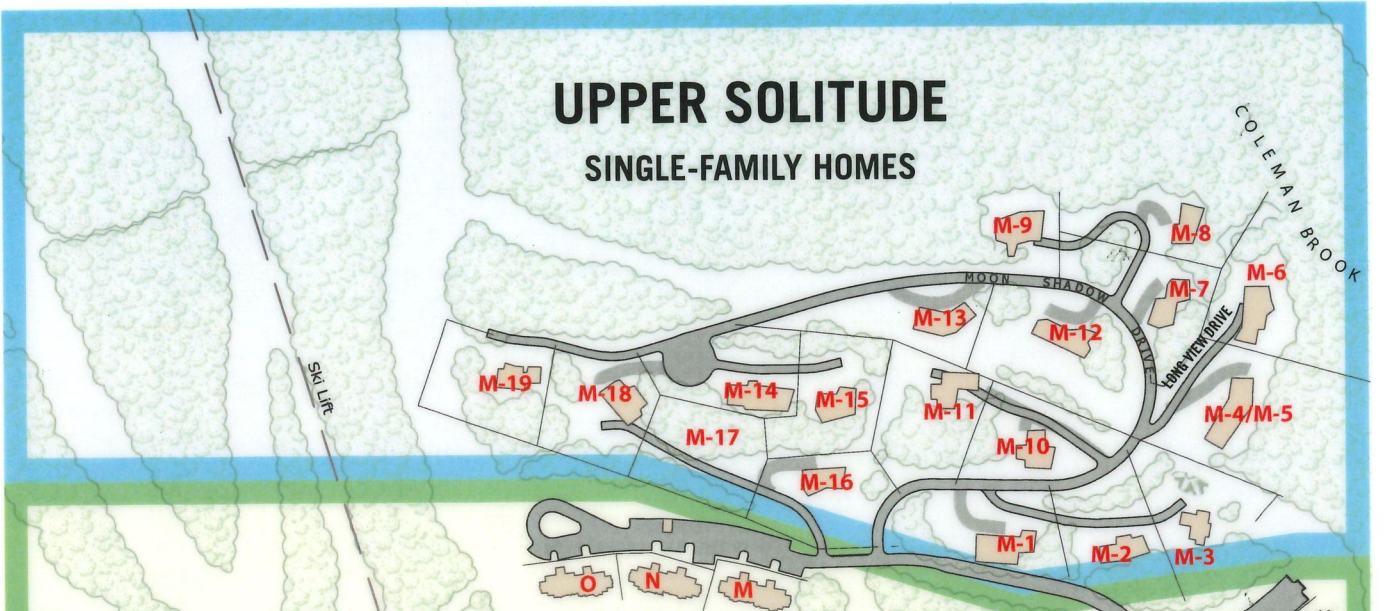 UPPER SOLITUDE
SINGLE-FAMILY HOMES
COLEMAN BROOK
M-9
M-8
M-6
MOON SHADOW DRIVE
M-7
M-13
M-12
LONG VIEW DRIVE
Ski Lift
M-19
M-18
M-14
M-15
M-11
M-4/M-5
M-17
M-10
M-16
M-1
M-2
M-3
O
N
M